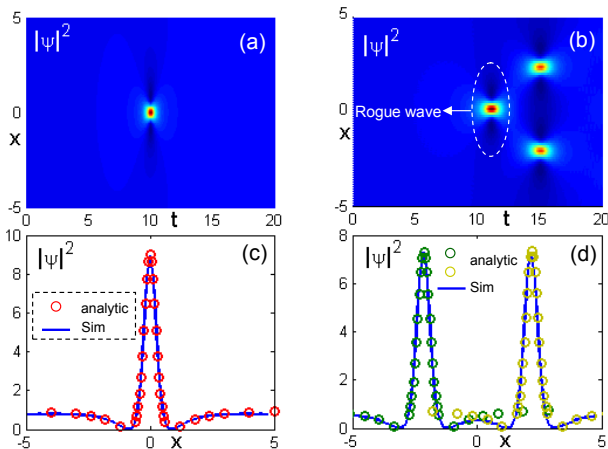 |ψ|² (a)
5
0
x
-5
0 5 10 t 15 20
|ψ|² (b)
5
0
x
-5
Rogue wave
0 5 10 t 15 20
|ψ|² (c)
10
8
6
4
2
0
analytic
Sim
-5 0 x 5
|ψ|² (d)
8
6
4
2
0
analytic
Sim
-5 0 x 5